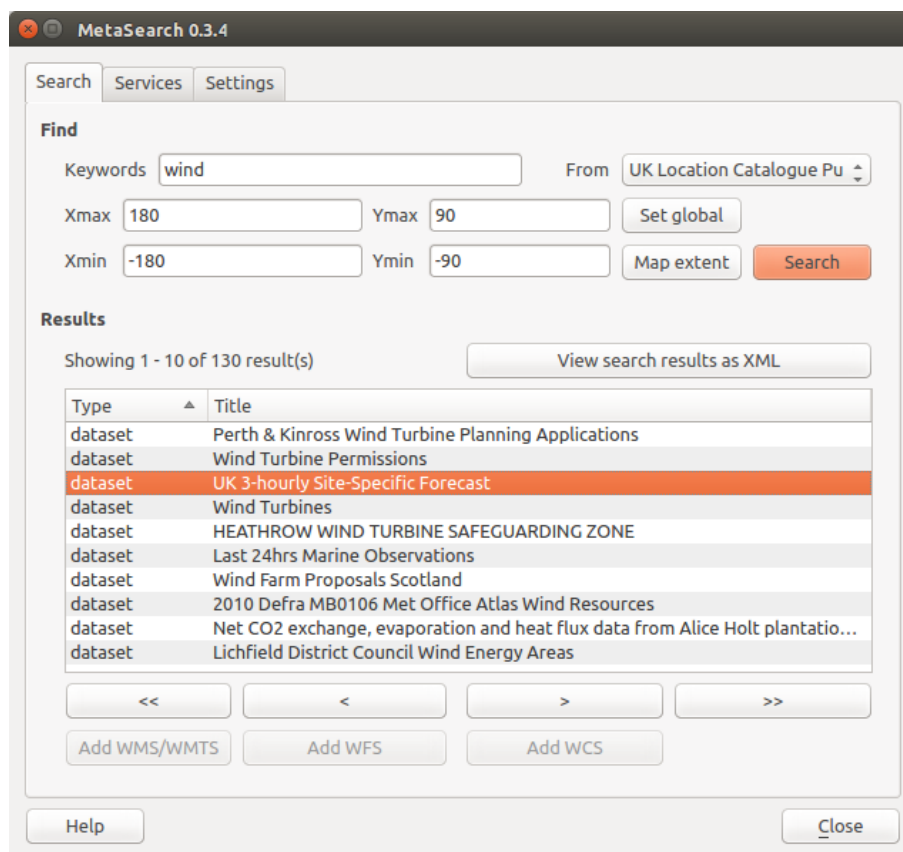 MetaSearch 0.3.4
Search Services Settings
Find
Keywords wind From UK Location Catalogue Pu
Xmax 180 Ymax 90 Set global
Xmin -180 Ymin -90 Map extent Search
Results
Showing 1 - 10 of 130 result(s) View search results as XML
Type Title
dataset Perth & Kinross Wind Turbine Planning Applications
dataset Wind Turbine Permissions
dataset UK 3-hourly Site-Specific Forecast
dataset Wind Turbines
dataset HEATHROW WIND TURBINE SAFEGUARDING ZONE
dataset Last 24hrs Marine Observations
dataset Wind Farm Proposals Scotland
dataset 2010 Defra MB0106 Met Office Atlas Wind Resources
dataset Net CO2 exchange, evaporation and heat flux data from Alice Holt plantatio...
dataset Lichfield District Council Wind Energy Areas
<< < > >>
Add WMS/WMTS Add WFS Add WCS
Help Close